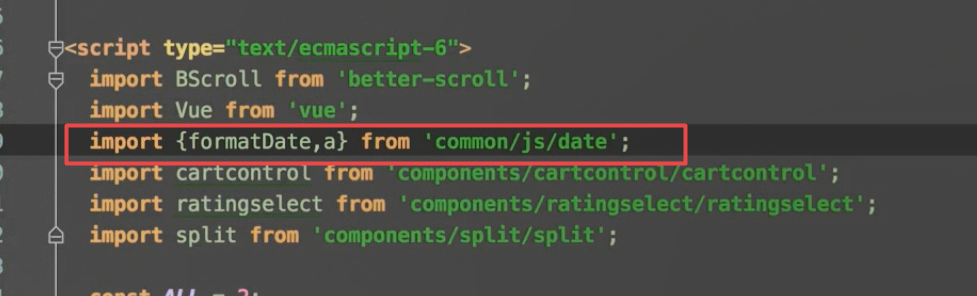 <script type="text/ecmascript-6">
import BScroll from 'better-scroll';
import Vue from 'vue';
import {formatDate,a} from 'common/js/date';
import cartcontrol from 'components/cartcontrol/cartcontrol';
import ratingselect from 'components/ratingselect/ratingselect';
import split from 'components/split/split';
const ALL = 2;